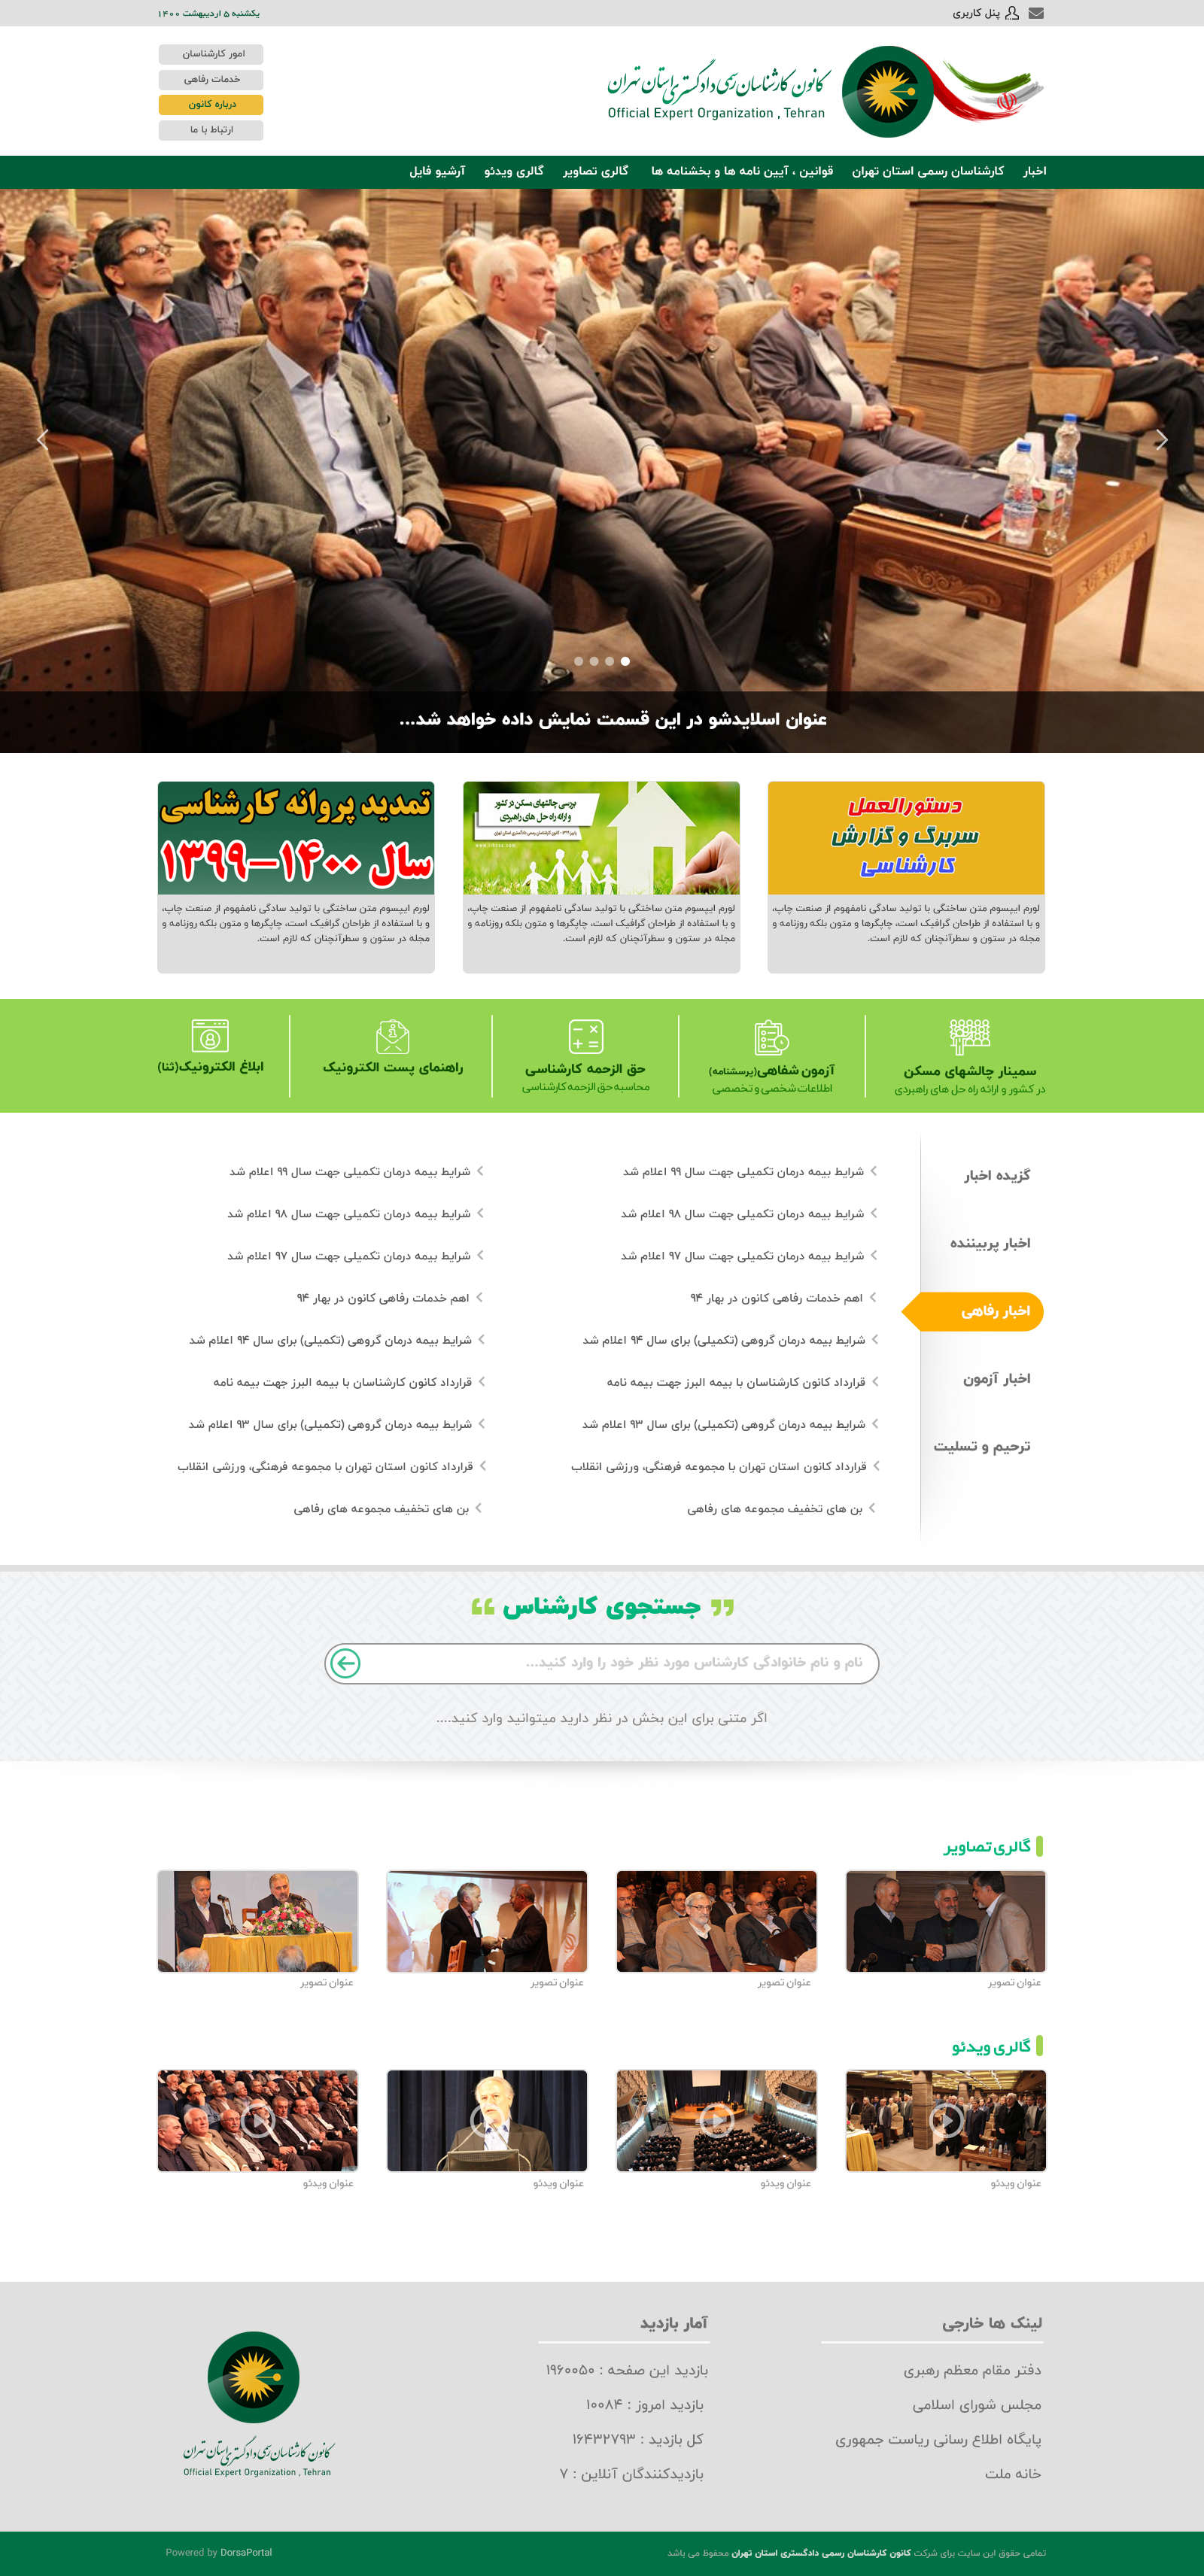 پنل کاربری
یکشنبه ۵ اردیبهشت ۱۴۰۰
کانون کارشناسان رسمی دادگستری استان تهران
Official Expert Organization , Tehran
امور کارشناسان
خدمات رفاهی
درباره کانون
ارتباط با ما
اخبار
کارشناسان رسمی استان تهران
قوانین ، آیین نامه ها و بخشنامه ها
گالری تصاویر
گالری ویدئو
آرشیو فایل
عنوان اسلایدشو در این قسمت نمایش داده خواهد شد...
دستورالعمل
سربرگ و گزارش
کارشناسی
لورم ایپسوم متن ساختگی با تولید سادگی نامفهوم از صنعت چاپ،
و با استفاده از طراحان گرافیک است، چاپگرها و متون بلکه روزنامه و
مجله در ستون و سطرآنچنان که لازم است.
بررسی چالشهای مسکن در کشور
و ارائه راه حل های راهبردی
لورم ایپسوم متن ساختگی با تولید سادگی نامفهوم از صنعت چاپ،
و با استفاده از طراحان گرافیک است، چاپگرها و متون بلکه روزنامه و
مجله در ستون و سطرآنچنان که لازم است.
تمدید پروانه کارشناسی
سال ۱۴۰۰-۱۳۹۹
لورم ایپسوم متن ساختگی با تولید سادگی نامفهوم از صنعت چاپ،
و با استفاده از طراحان گرافیک است، چاپگرها و متون بلکه روزنامه و
مجله در ستون و سطرآنچنان که لازم است.
سمینار چالشهای مسکن
در کشور و ارائه راه حل های راهبردی
آزمون شفاهی(پرسشنامه)
اطلاعات شخصی و تخصصی
حق الزحمه کارشناسی
محاسبه حق الزحمه کارشناسی
راهنمای پست الکترونیک
ابلاغ الکترونیک(ثنا)
گزیده اخبار
اخبار پربیننده
اخبار رفاهی
اخبار آزمون
ترحیم و تسلیت
شرایط بیمه درمان تکمیلی جهت سال ۹۹ اعلام شد
شرایط بیمه درمان تکمیلی جهت سال ۹۸ اعلام شد
شرایط بیمه درمان تکمیلی جهت سال ۹۷ اعلام شد
اهم خدمات رفاهی کانون در بهار ۹۴
شرایط بیمه درمان گروهی (تکمیلی) برای سال ۹۴ اعلام شد
قرارداد کانون کارشناسان با بیمه البرز جهت بیمه نامه
شرایط بیمه درمان گروهی (تکمیلی) برای سال ۹۳ اعلام شد
قرارداد کانون استان تهران با مجموعه فرهنگی، ورزشی انقلاب
بن های تخفیف مجموعه های رفاهی
شرایط بیمه درمان تکمیلی جهت سال ۹۹ اعلام شد
شرایط بیمه درمان تکمیلی جهت سال ۹۸ اعلام شد
شرایط بیمه درمان تکمیلی جهت سال ۹۷ اعلام شد
اهم خدمات رفاهی کانون در بهار ۹۴
شرایط بیمه درمان گروهی (تکمیلی) برای سال ۹۴ اعلام شد
قرارداد کانون کارشناسان با بیمه البرز جهت بیمه نامه
شرایط بیمه درمان گروهی (تکمیلی) برای سال ۹۳ اعلام شد
قرارداد کانون استان تهران با مجموعه فرهنگی، ورزشی انقلاب
بن های تخفیف مجموعه های رفاهی
جستجوی کارشناس
نام و نام خانوادگی کارشناس مورد نظر خود را وارد کنید...
اگر متنی برای این بخش در نظر دارید میتوانید وارد کنید....
گالری تصاویر
عنوان تصویر
عنوان تصویر
عنوان تصویر
عنوان تصویر
گالری ویدئو
عنوان ویدئو
عنوان ویدئو
عنوان ویدئو
عنوان ویدئو
لینک ها خارجی
دفتر مقام معظم رهبری
مجلس شورای اسلامی
پایگاه اطلاع رسانی ریاست جمهوری
خانه ملت
آمار بازدید
بازدید این صفحه : ۱۹۶۰۰۵۰
بازدید امروز : ۱۰۰۸۴
کل بازدید : ۱۶۴۳۲۷۹۳
بازدیدکنندگان آنلاین : ۷
کانون کارشناسان رسمی دادگستری استان تهران
Official Expert Organization , Tehran
تمامی حقوق این سایت برای شرکت کانون کارشناسان رسمی دادگستری استان تهران محفوظ می باشد
Powered by DorsaPortal